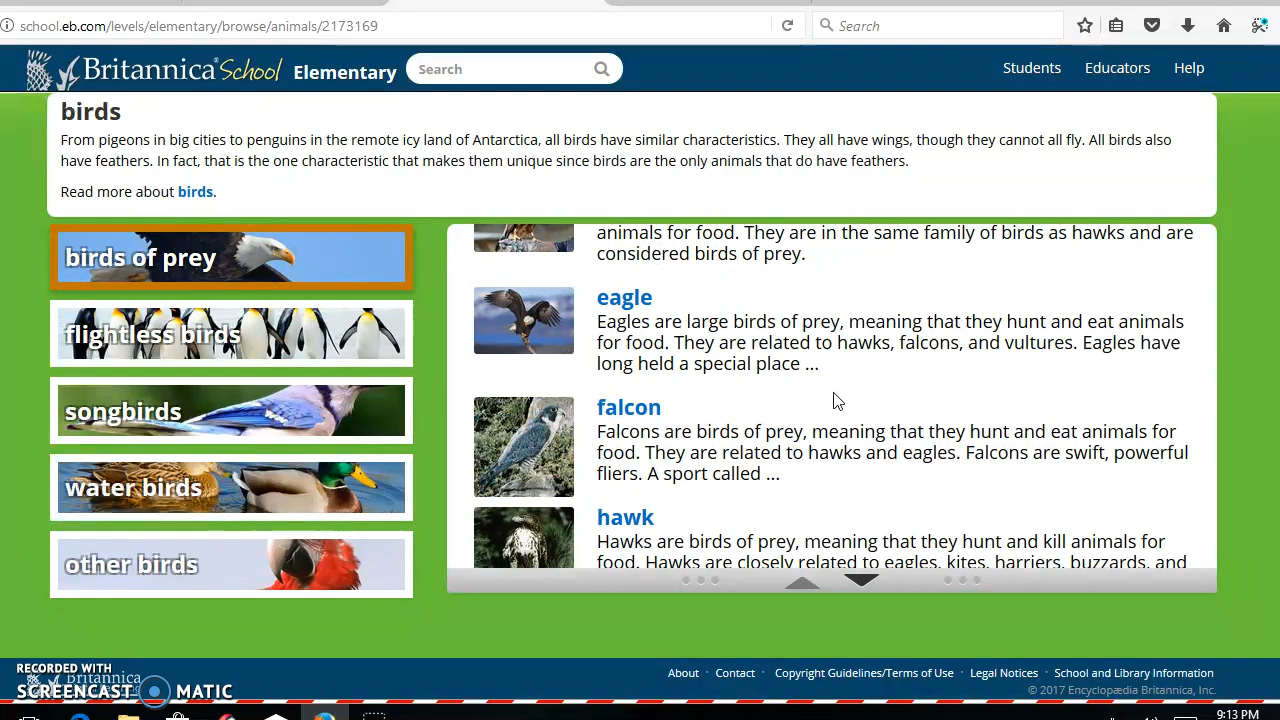 school.eb.com/levels/elementary/browse/animals/2173169
Search
Britannica School Elementary
Search
Students
Educators
Help
birds
From pigeons in big cities to penguins in the remote icy land of Antarctica, all birds have similar characteristics. They all have wings, though they cannot all fly. All birds also
have feathers. In fact, that is the one characteristic that makes them unique since birds are the only animals that do have feathers.
Read more about birds.
birds of prey
flightless birds
songbirds
water birds
other birds
animals for food. They are in the same family of birds as hawks and are
considered birds of prey.
eagle
Eagles are large birds of prey, meaning that they hunt and eat animals
for food. They are related to hawks, falcons, and vultures. Eagles have
long held a special place ...
falcon
Falcons are birds of prey, meaning that they hunt and eat animals for
food. They are related to hawks and eagles. Falcons are swift, powerful
fliers. A sport called ...
hawk
Hawks are birds of prey, meaning that they hunt and kill animals for
food. Hawks are closely related to eagles, kites, harriers, buzzards, and
About · Contact · Copyright Guidelines/Terms of Use · Legal Notices · School and Library Information
© 2017 Encyclopædia Britannica, Inc.
Britannica
RECORDED WITH
SCREENCAST MATIC
9:13 PM